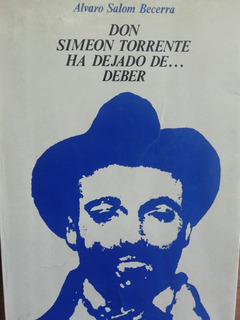 Alvaro Salom Becerra
DON
SIMEON TORRENTE
HA DEJADO DE...
DEBER